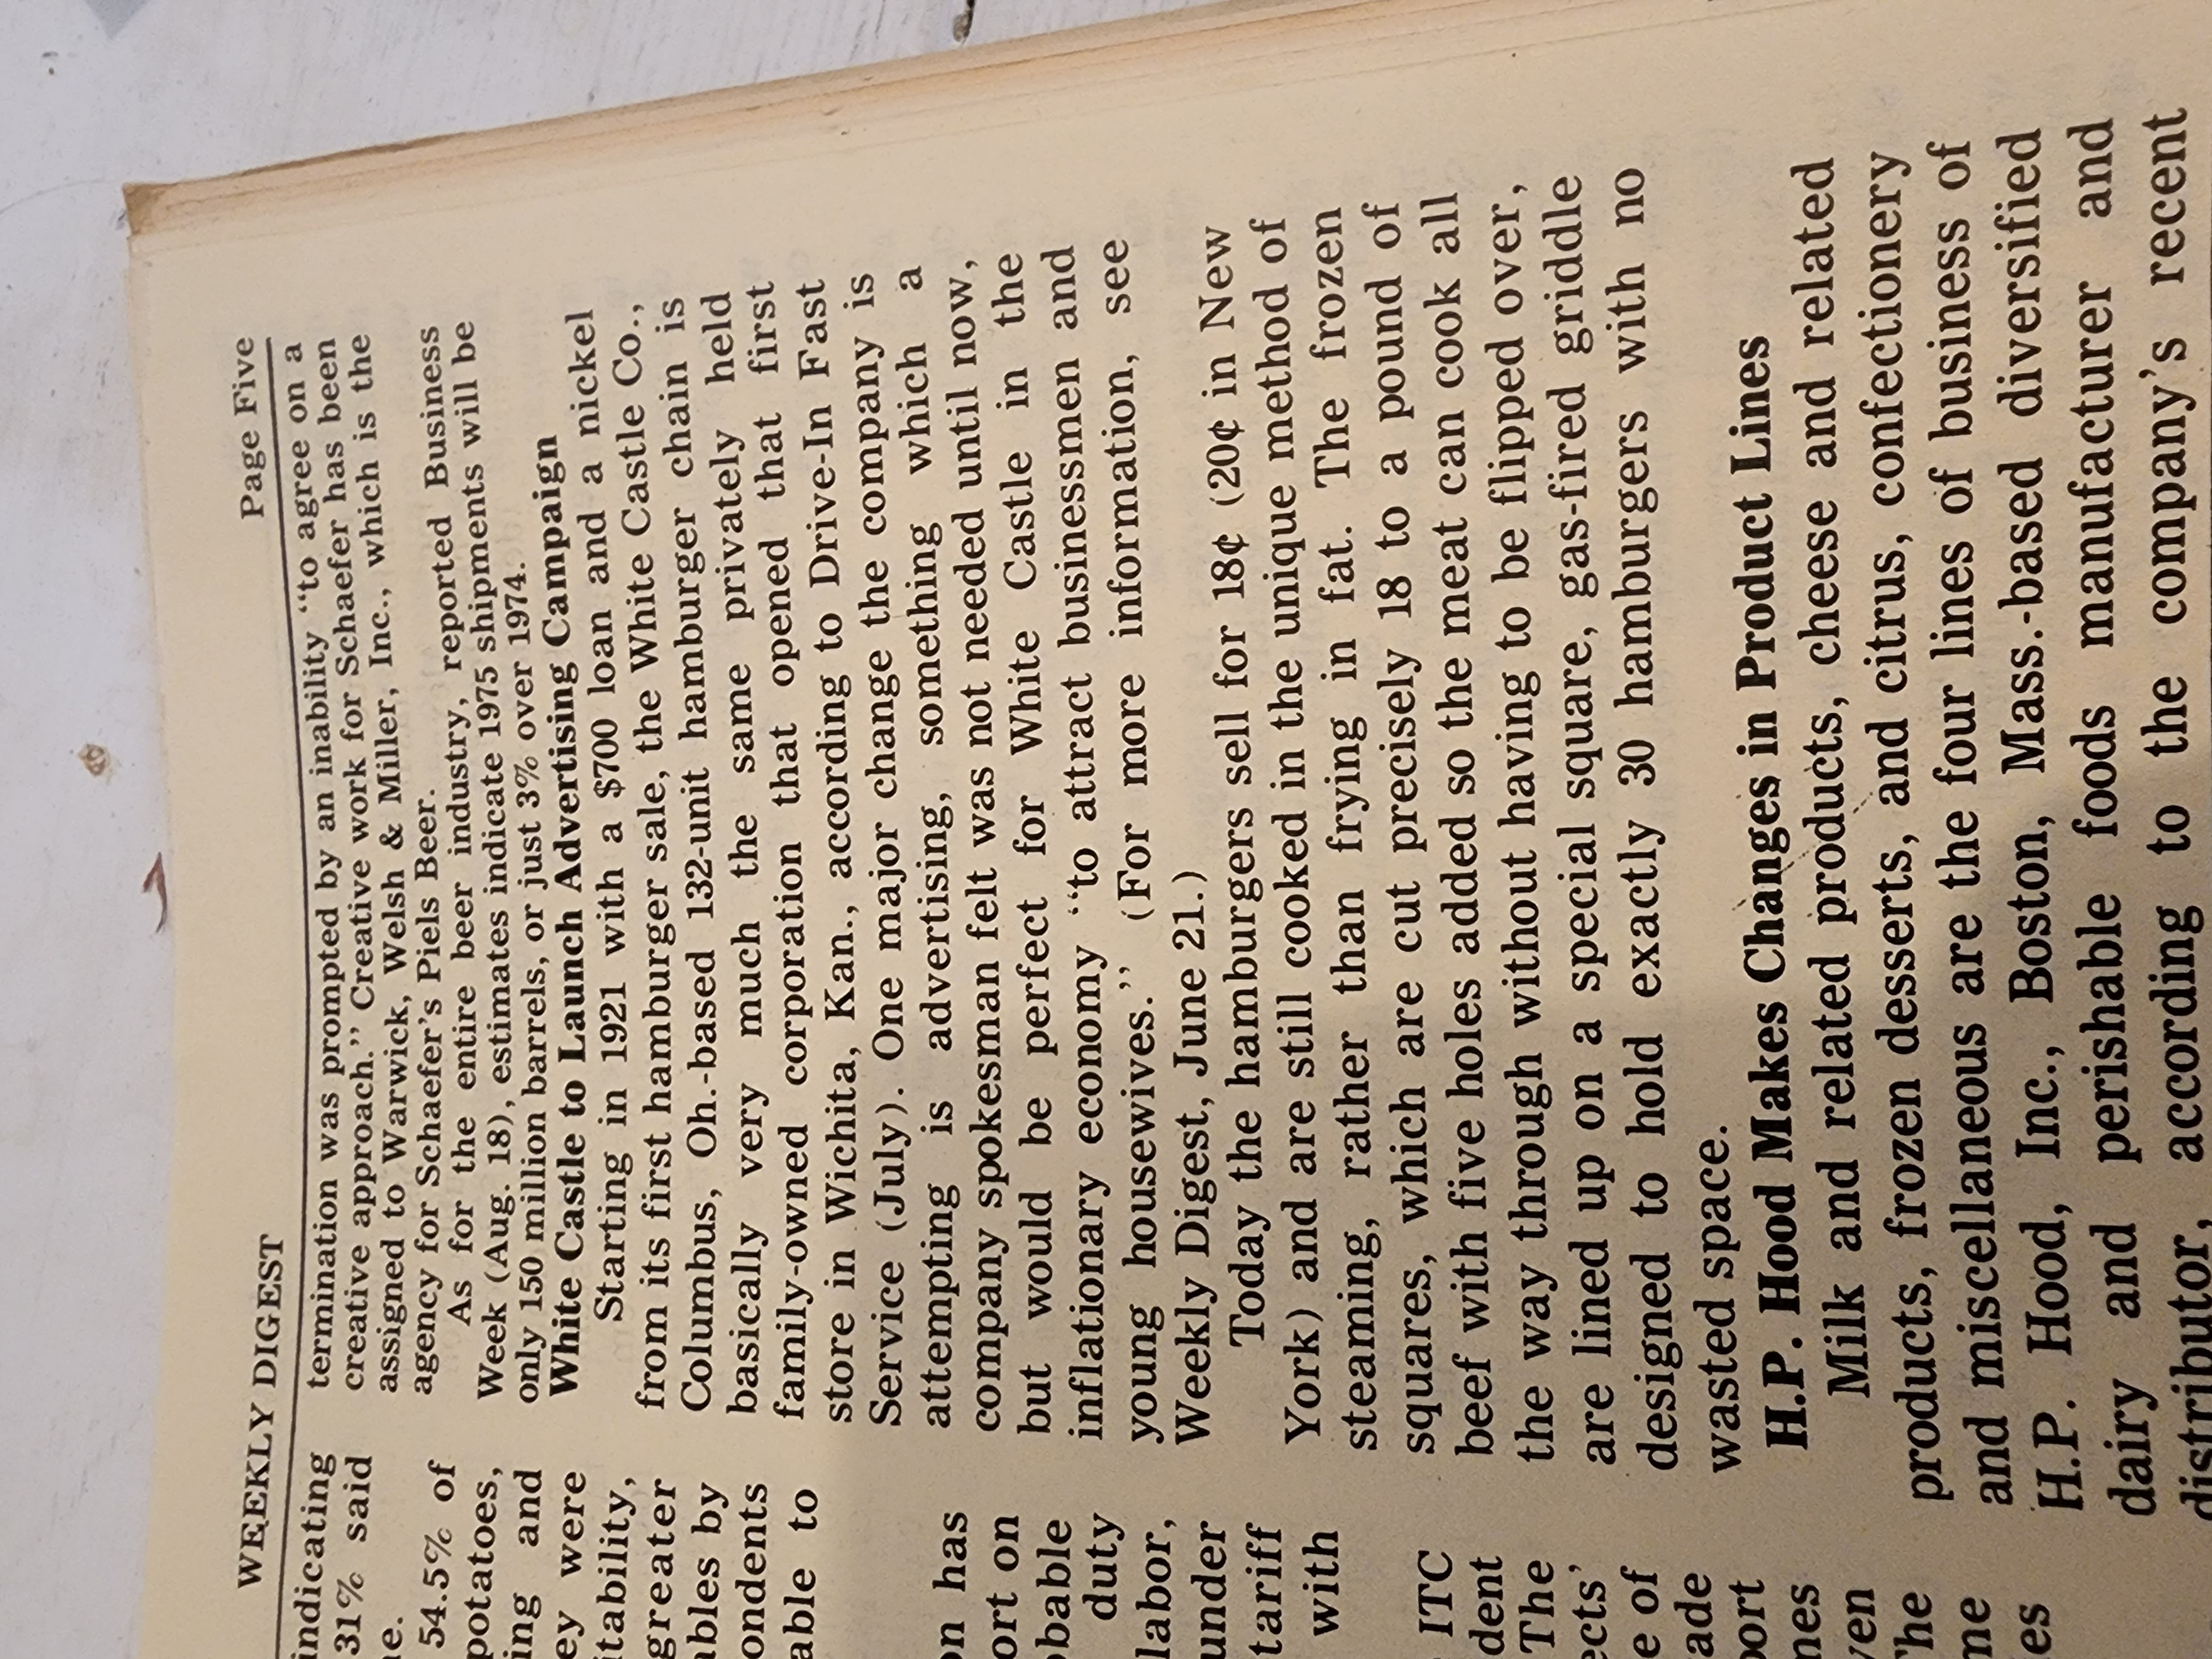 WEEKLY DIGEST
Page Five
indicating
31% said
54.5% of
potatoes,
and
were
greater
by
to
has
on
duty
labor,
under
tariff
with
ITC
The
of
termination was prompted by an inability “to agree on a
creative approach.” Creative work for Schaefer has been
assigned to Warwick, Welsh & Miller, Inc., which is the
agency for Schaefer's Piels Beer.
As for the entire beer industry, reported Business
Week (Aug. 18), estimates indicate 1975 shipments will be
only 150 million barrels, or just 3% over 1974.
White Castle to Launch Advertising Campaign
Starting in 1921 with a $700 loan and a nickel
from its first hamburger sale, the White Castle Co.,
Columbus, Oh.-based 132-unit hamburger chain is
basically very much the same privately held
family-owned corporation that opened that first
store in Wichita, Kan., according to Drive-In Fast
Service (July). One major change the company is
attempting is advertising, something which a
company spokesman felt was not needed until now,
but would be perfect for White Castle in the
inflationary economy “to attract businessmen and
young housewives.” (For more information, see
Weekly Digest, June 21.)
Today the hamburgers sell for 18¢ (20¢ in New
York) and are still cooked in the unique method of
steaming, rather than frying in fat. The frozen
squares, which are cut precisely 18 to a pound of
beef with five holes added so the meat can cook all
the way through without having to be flipped over,
are lined up on a special square, gas-fired griddle
designed to hold exactly 30 hamburgers with no
wasted space.
H.P. Hood Makes Changes in Product Lines
Milk and related products, cheese and related
products, frozen desserts, and citrus, confectionery
and miscellaneous are the four lines of business of
H.P. Hood, Inc., Boston, Mass.-based diversified
dairy and perishable foods manufacturer and
distributor, according to the company's recent